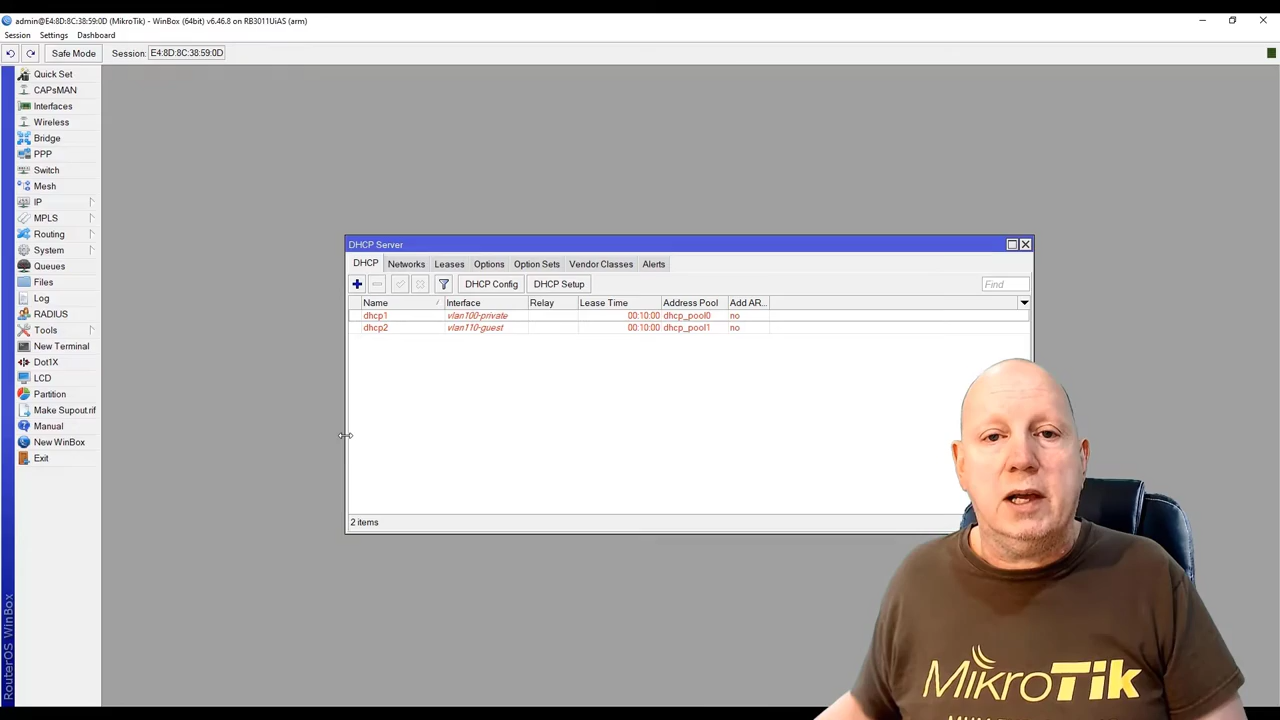 admin@E4:8D:8C:38:59:0D (MikroTik) - WinBox (64bit) v6.46.8 on RB3011UiAS (arm)
Session Settings Dashboard
Safe Mode Session: E4:8D:8C:38:59:0D
Quick Set
CAPsMAN
Interfaces
Wireless
Bridge
PPP
Switch
Mesh
IP
MPLS
Routing
System
Queues
Files
Log
RADIUS
Tools
New Terminal
Dot1X
LCD
Partition
Make Supout.rif
Manual
New WinBox
Exit
RouterOS WinBox
DHCP Server
DHCP Networks Leases Options Option Sets Vendor Classes Alerts
DHCP Config DHCP Setup Find
Name Interface Relay Lease Time Address Pool Add AR...
dhcp1 vlan100-private 00:10:00 dhcp_pool0 no
dhcp2 vlan110-guest 00:10:00 dhcp_pool1 no
2 items
MikroTik